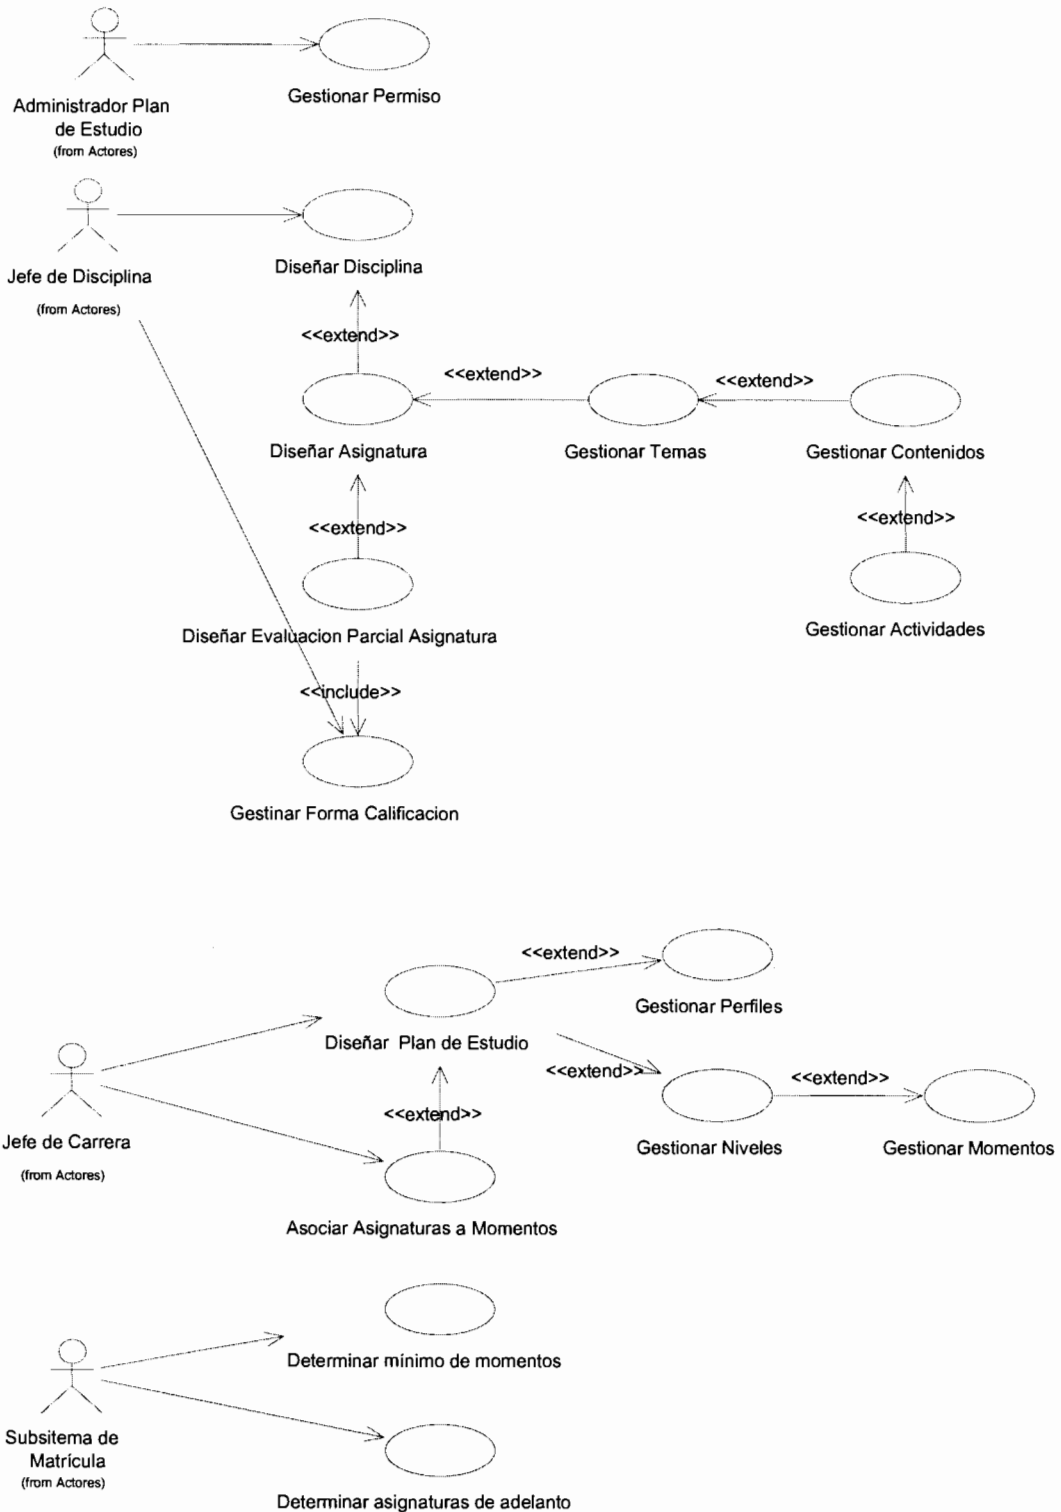 Gestionar Permiso
Administrador Plan
de Estudio
(from Actores)
Diseñar Disciplina
Jefe de Disciplina
(from Actores)
<<extend>>
<<extend>>
<<extend>>
Diseñar Asignatura
Gestionar Temas
Gestionar Contenidos
<<extend>>
<<extend>>
Diseñar Evaluacion Parcial Asignatura
Gestionar Actividades
<<include>>
Gestinar Forma Calificacion
<<extend>>
Gestionar Perfiles
Diseñar Plan de Estudio
<<extend>>
<<extend>>
<<extend>>
Jefe de Carrera
(from Actores)
Gestionar Niveles
Gestionar Momentos
Asociar Asignaturas a Momentos
Determinar mínimo de momentos
Subsitema de
Matrícula
(from Actores)
Determinar asignaturas de adelanto